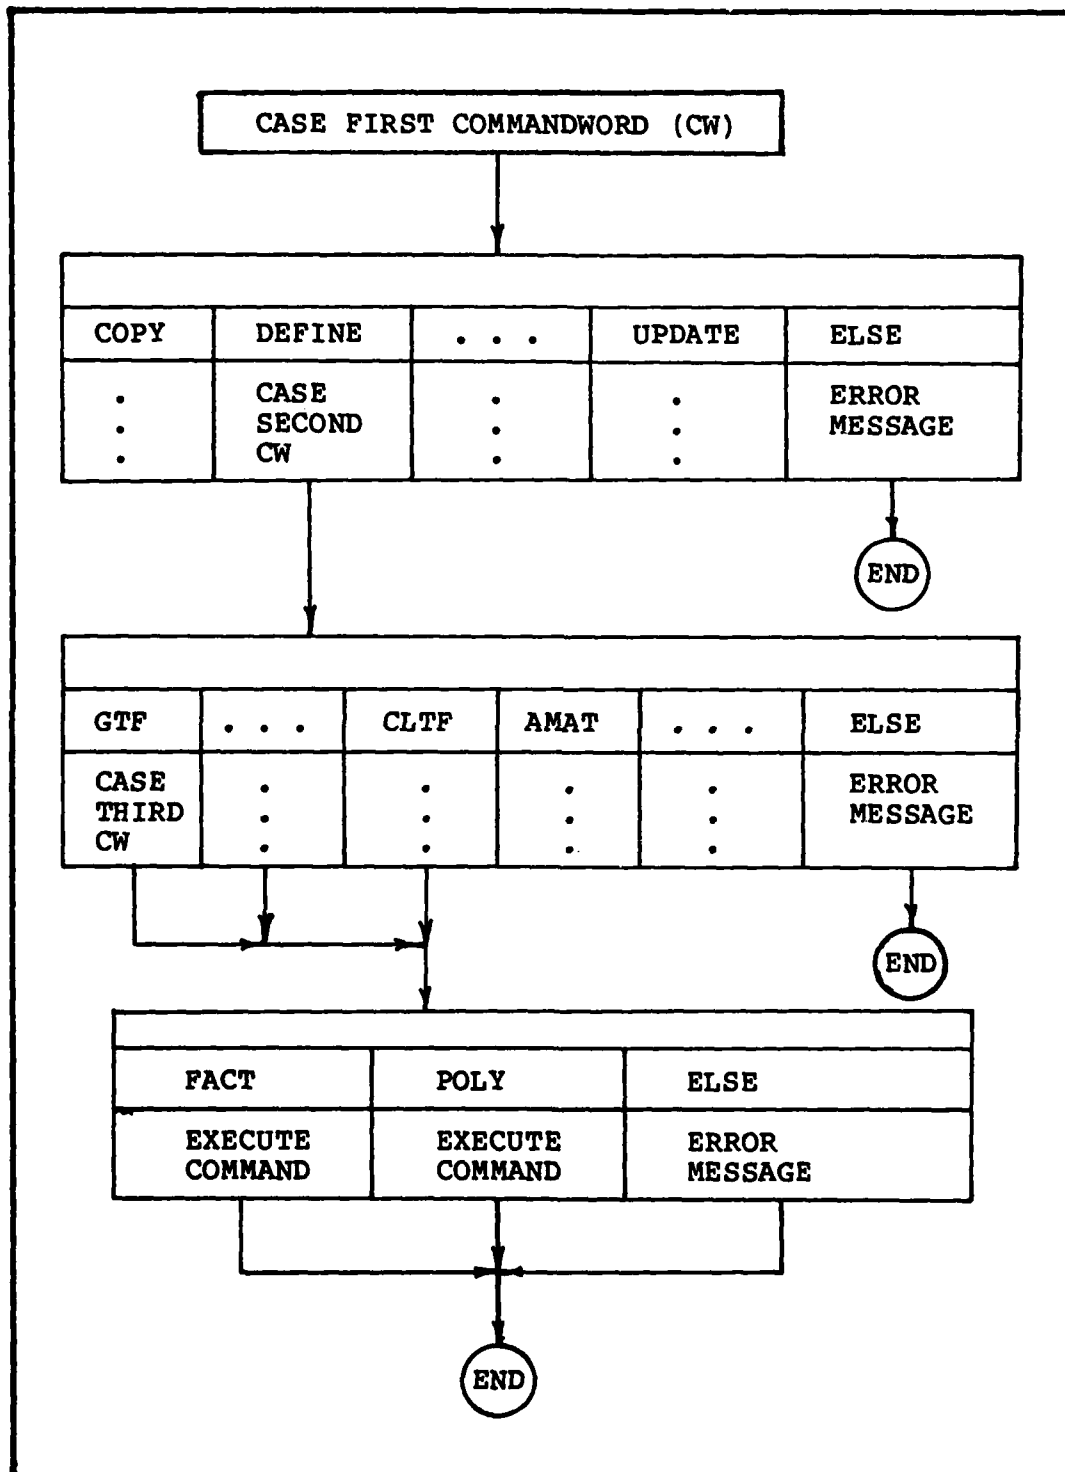 CASE FIRST COMMANDWORD (CW)
COPY DEFINE . . . UPDATE ELSE
. CASE . . ERROR
. SECOND . . MESSAGE
. CW . .
END
GTF . . . CLTF AMAT . . . ELSE
CASE . . . . ERROR
THIRD . . . . MESSAGE
CW . . . .
END
FACT POLY ELSE
EXECUTE EXECUTE ERROR
COMMAND COMMAND MESSAGE
END